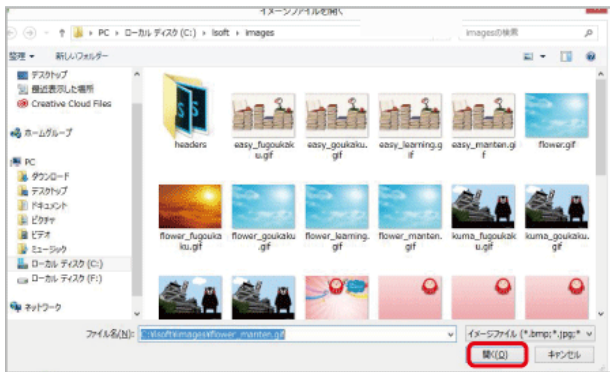 イメージファイルを開く
PC › ローカル ディスク (C:) › lsoft › images
imagesの検索
整理
新しいフォルダー
デスクトップ
最近表示した場所
Creative Cloud Files
ホームグループ
PC
ダウンロード
デスクトップ
ドキュメント
ピクチャ
ビデオ
ミュージック
ローカル ディスク (C:)
ローカル ディスク (F:)
ネットワーク
headers
easy_fugoukak
u.gif
easy_goukaku.
gif
easy_learning.g
if
easy_manten.gi
f
flower.gif
flower_fugouka
ku.gif
flower_goukaku
.gif
flower_learning.
gif
flower_manten.
gif
kuma_fugoukak
u.gif
kuma_goukaku.
gif
ファイル名(N):
C:\lsoft\images\flower_manten.gif
イメージファイル (*.bmp;*.jpg;*
開く(O)
キャンセル